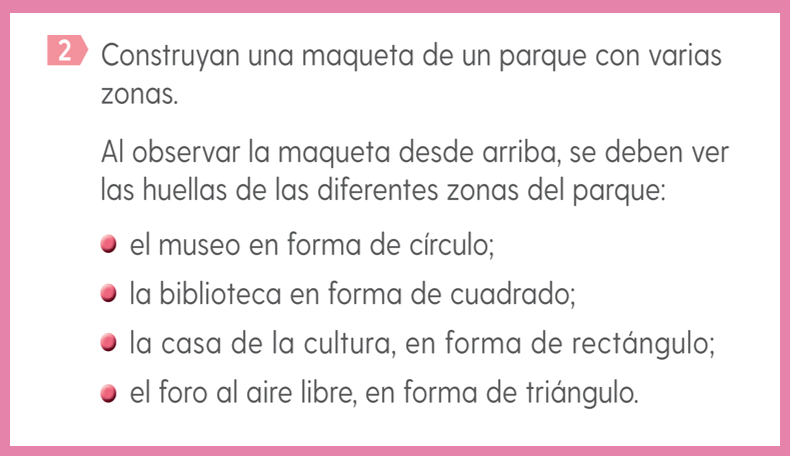 2 Construyan una maqueta de un parque con varias
zonas.
Al observar la maqueta desde arriba, se deben ver
las huellas de las diferentes zonas del parque:
el museo en forma de círculo;
la biblioteca en forma de cuadrado;
la casa de la cultura, en forma de rectángulo;
el foro al aire libre, en forma de triángulo.